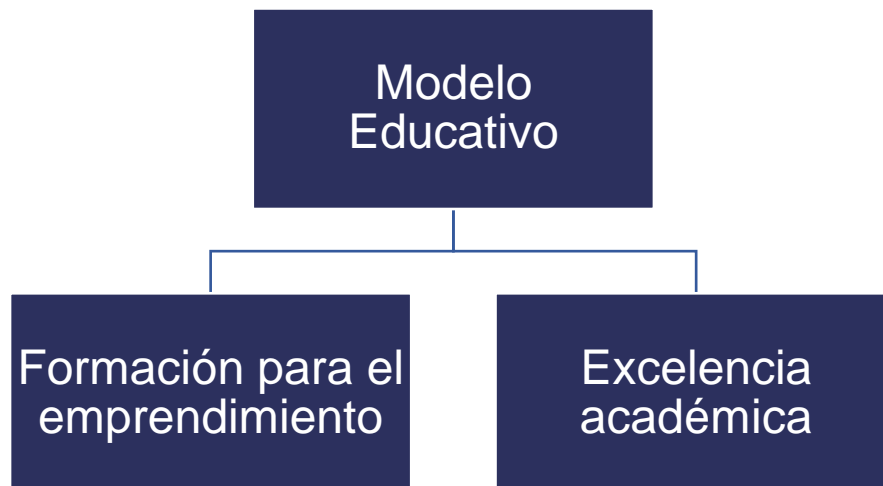 Modelo
Educativo
Formación para el
emprendimiento
Excelencia
académica